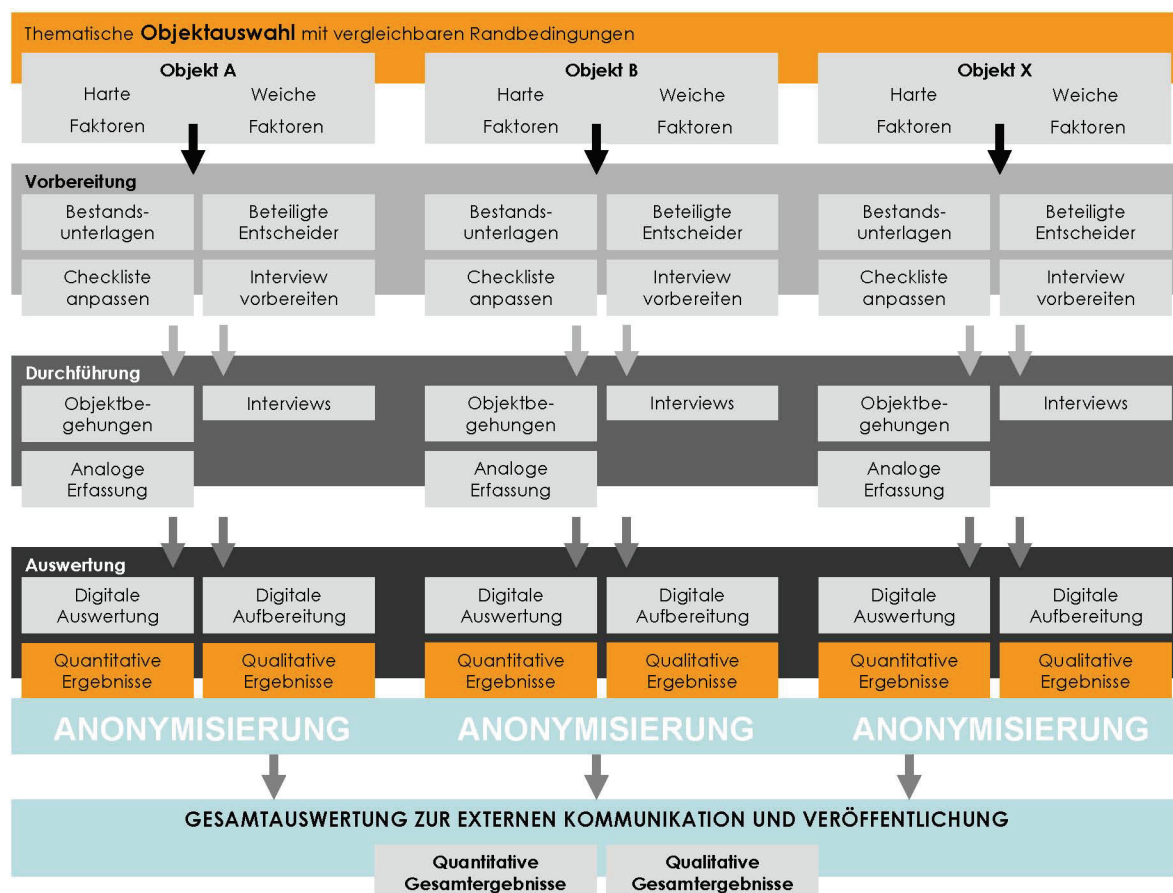 Thematische Objektauswahl mit vergleichbaren Randbedingungen
Objekt A Objekt B Objekt X
Harte Weiche Harte Weiche Harte Weiche
Faktoren Faktoren Faktoren Faktoren Faktoren Faktoren
Vorbereitung
Bestands- Beteiligte Bestands- Beteiligte Bestands- Beteiligte
unterlagen Entscheider unterlagen Entscheider unterlagen Entscheider
Checkliste Interview Checkliste Interview Checkliste Interview
anpassen vorbereiten anpassen vorbereiten anpassen vorbereiten
Durchführung
Objektbe- Interviews Objektbe- Interviews Objektbe- Interviews
gehungen gehungen gehungen
Analoge Analoge Analoge
Erfassung Erfassung Erfassung
Auswertung
Digitale Digitale Digitale Digitale Digitale Digitale
Auswertung Aufbereitung Auswertung Aufbereitung Auswertung Aufbereitung
Quantitative Qualitative Quantitative Qualitative Quantitative Qualitative
Ergebnisse Ergebnisse Ergebnisse Ergebnisse Ergebnisse Ergebnisse
ANONYMISIERUNG ANONYMISIERUNG ANONYMISIERUNG
GESAMTAUSWERTUNG ZUR EXTERNEN KOMMUNIKATION UND VERÖFFENTLICHUNG
Quantitative Qualitative
Gesamtergebnisse Gesamtergebnisse